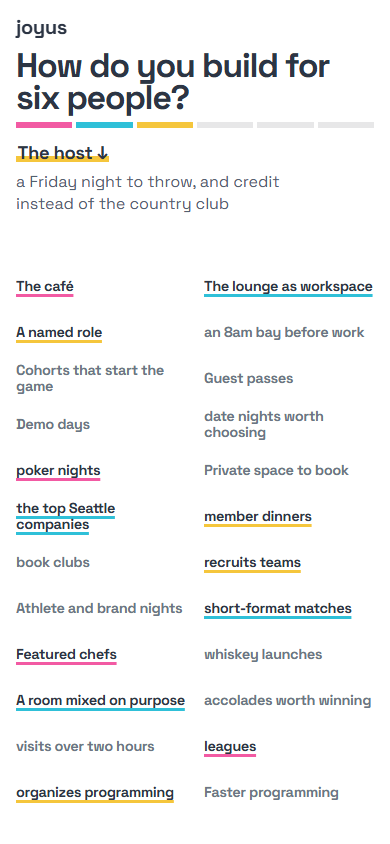 joyus
How do you build for
six people?
The host ↓
a Friday night to throw, and credit
instead of the country club
The café
The lounge as workspace
A named role
an 8am bay before work
Cohorts that start the
game
Guest passes
Demo days
date nights worth
choosing
poker nights
Private space to book
the top Seattle
companies
member dinners
book clubs
recruits teams
Athlete and brand nights
short-format matches
Featured chefs
whiskey launches
A room mixed on purpose
accolades worth winning
visits over two hours
leagues
organizes programming
Faster programming